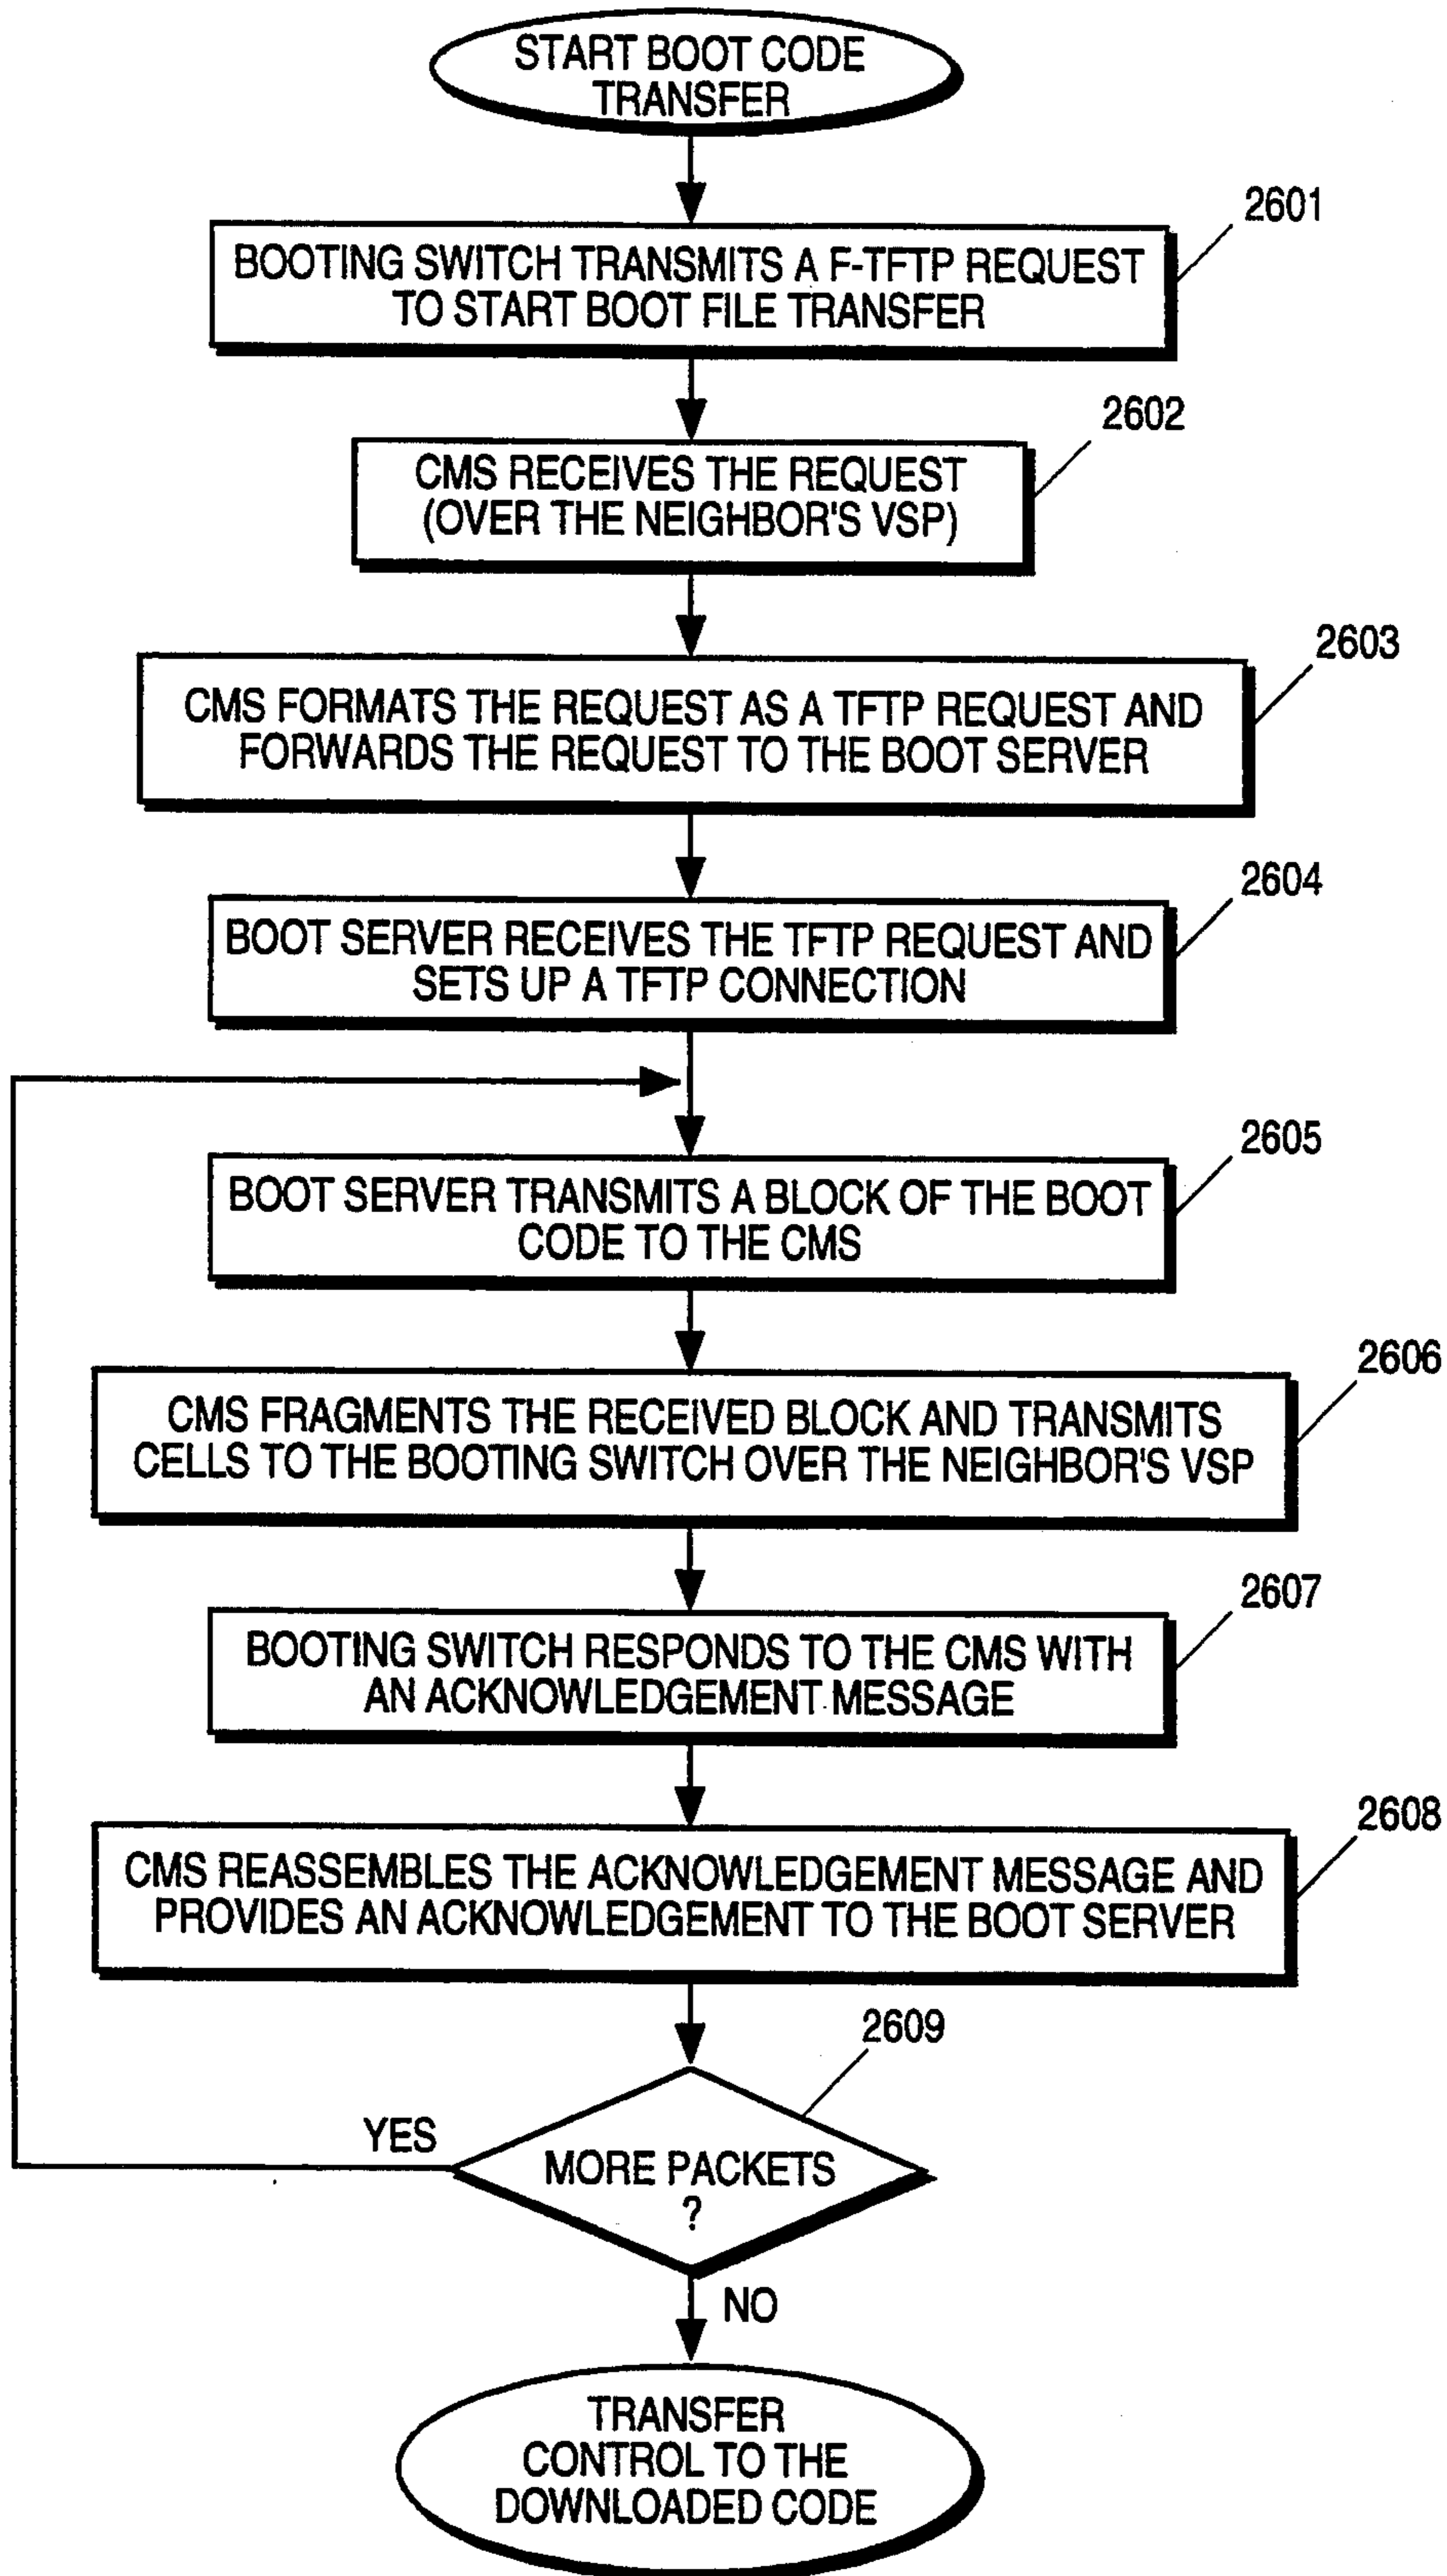 START BOOT CODE
TRANSFER
2601
BOOTING SWITCH TRANSMITS A F-TFTP REQUEST
TO START BOOT FILE TRANSFER
2602
CMS RECEIVES THE REQUEST
(OVER THE NEIGHBOR'S VSP)
2603
CMS FORMATS THE REQUEST AS A TFTP REQUEST AND
FORWARDS THE REQUEST TO THE BOOT SERVER
2604
BOOT SERVER RECEIVES THE TFTP REQUEST AND
SETS UP A TFTP CONNECTION
2605
BOOT SERVER TRANSMITS A BLOCK OF THE BOOT
CODE TO THE CMS
2606
CMS FRAGMENTS THE RECEIVED BLOCK AND TRANSMITS
CELLS TO THE BOOTING SWITCH OVER THE NEIGHBOR'S VSP
2607
BOOTING SWITCH RESPONDS TO THE CMS WITH
AN ACKNOWLEDGEMENT MESSAGE
2608
CMS REASSEMBLES THE ACKNOWLEDGEMENT MESSAGE AND
PROVIDES AN ACKNOWLEDGEMENT TO THE BOOT SERVER
2609
YES
MORE PACKETS
?
NO
TRANSFER
CONTROL TO THE
DOWNLOADED CODE